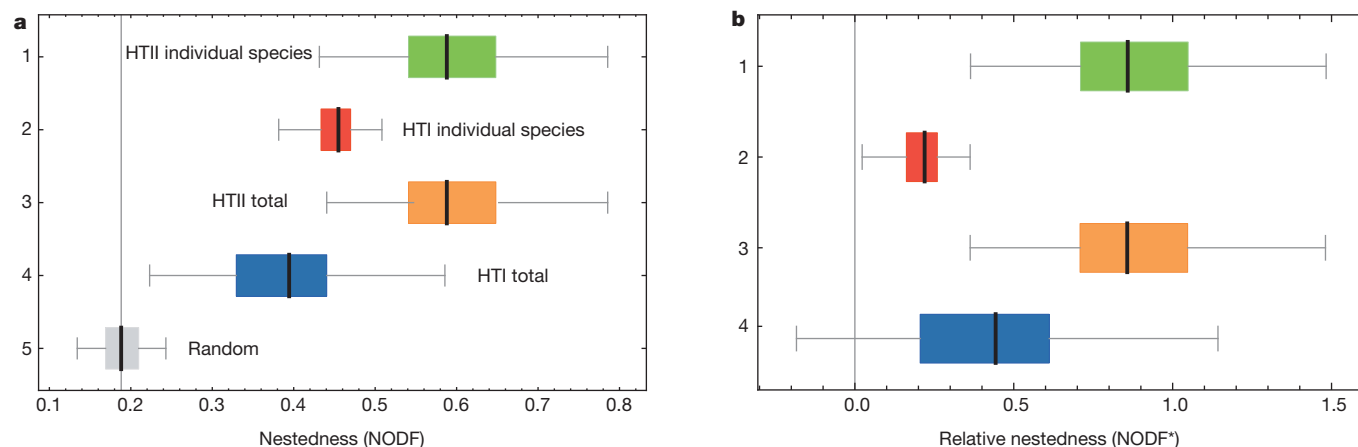 a
1
HTII individual species
2
HTI individual species
3
HTII total
4
HTI total
5
Random
0.1 0.2 0.3 0.4 0.5 0.6 0.7 0.8
Nestedness (NODF)
b
1
2
3
4
0.0 0.5 1.0 1.5
Relative nestedness (NODF*)